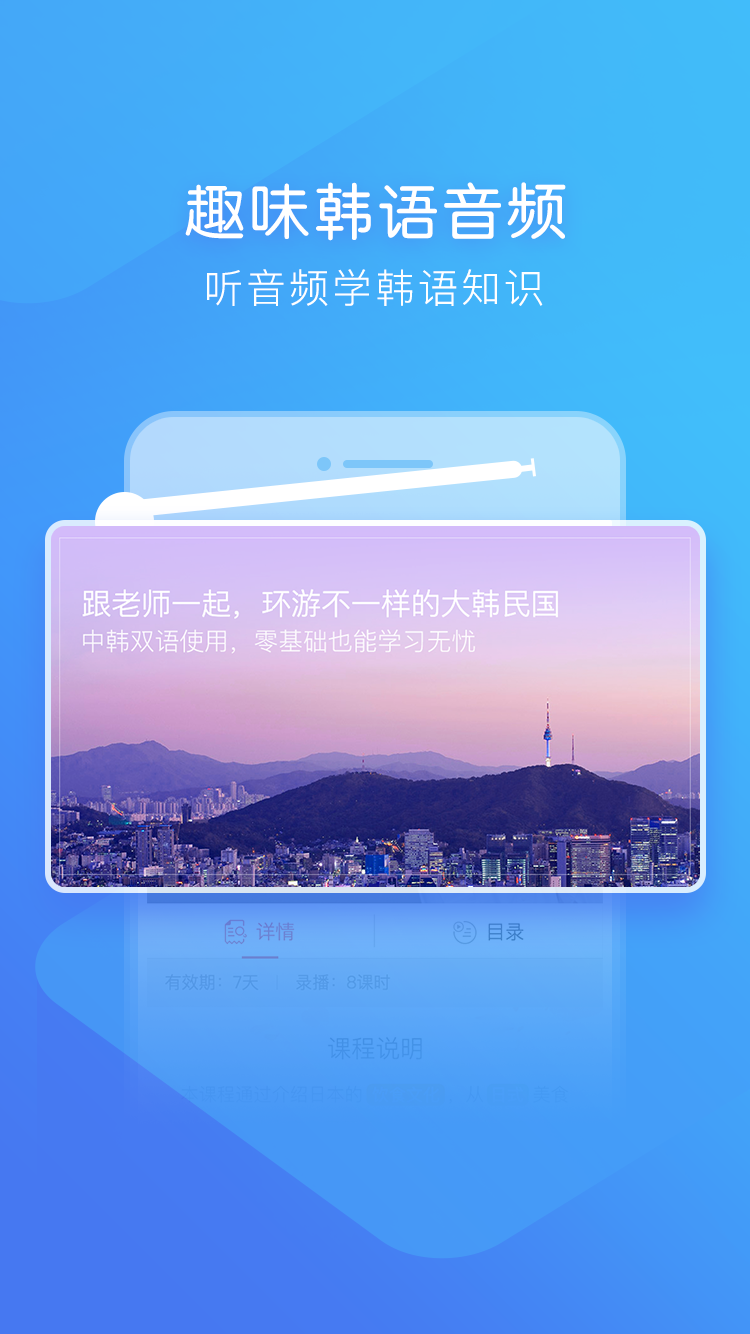 趣味韩语音频
听音频学韩语知识
跟老师一起，环游不一样的大韩民国
中韩双语使用，零基础也能学习无忧
详情
目录
有效期：7天 | 录播：8课时
课程说明